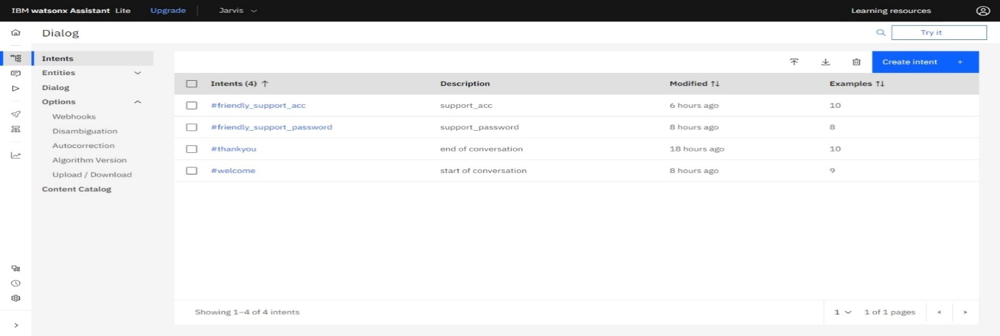 IBM watsonx Assistant Lite Upgrade Jarvis Learning resources
Dialog Try it
Intents
Entities
Dialog
Options
Webhooks
Disambiguation
Autocorrection
Algorithm Version
Upload / Download
Content Catalog
Create intent +
Intents (4) ↑ Description Modified ↑↓ Examples ↑↓
#friendly_support_acc support_acc 6 hours ago 10
#friendly_support_password support_password 8 hours ago 8
#thankyou end of conversation 18 hours ago 10
#welcome start of conversation 8 hours ago 9
Showing 1–4 of 4 intents 1 1 of 1 pages